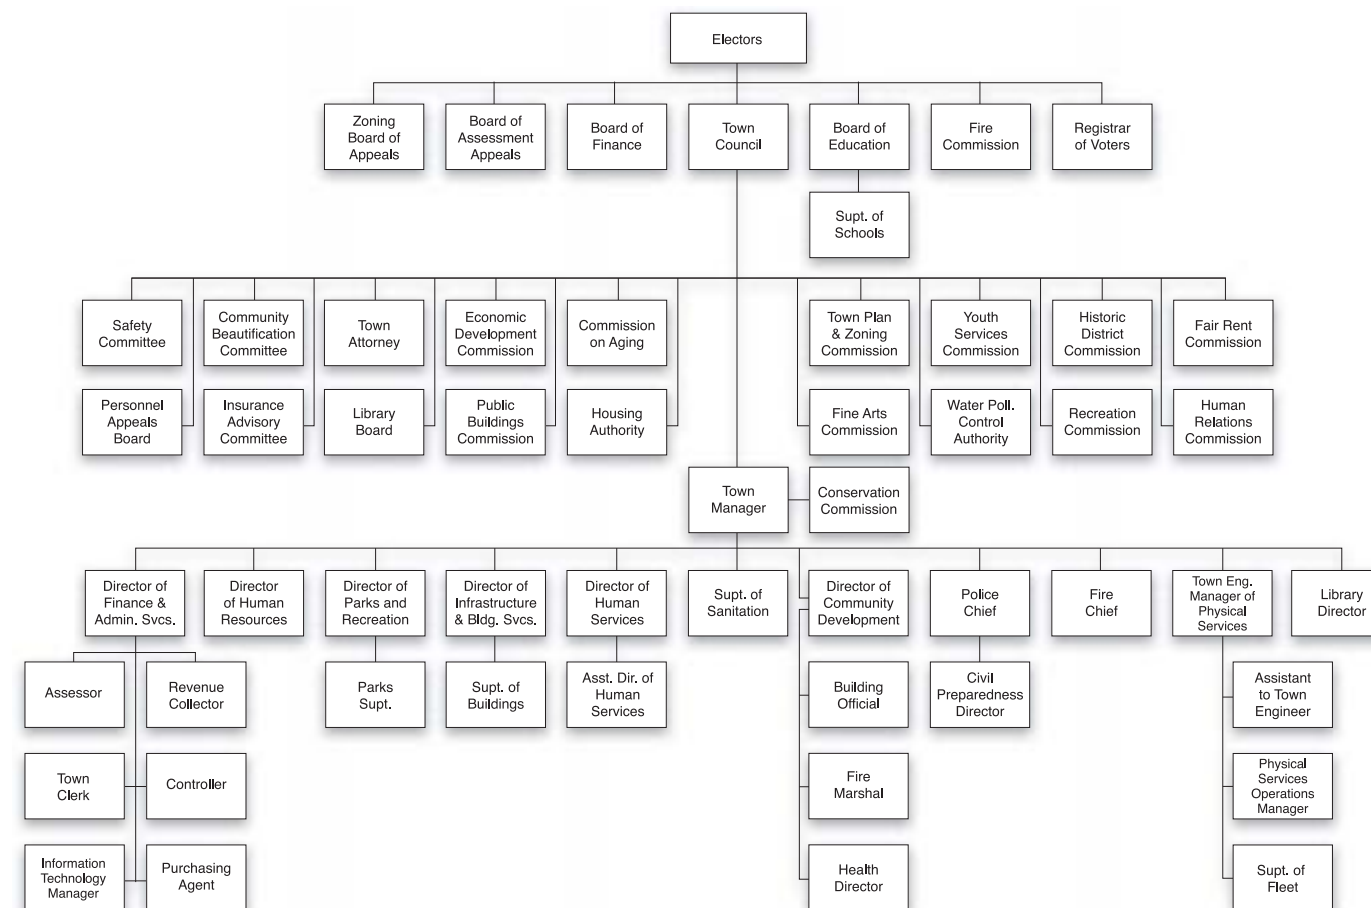 Electors
Zoning
Board of
Appeals
Board of
Assessment
Appeals
Board of
Finance
Town
Council
Board of
Education
Fire
Commission
Registrar
of Voters
Supt. of
Schools
Safety
Committee
Community
Beautification
Committee
Town
Attorney
Economic
Development
Commission
Commission
on Aging
Town Plan
& Zoning
Commission
Youth
Services
Commission
Historic
District
Commission
Fair Rent
Commission
Personnel
Appeals
Board
Insurance
Advisory
Committee
Library
Board
Public
Buildings
Commission
Housing
Authority
Fine Arts
Commission
Water Poll.
Control
Authority
Recreation
Commission
Human
Relations
Commission
Town
Manager
Conservation
Commission
Director of
Finance &
Admin. Svcs.
Director
of Human
Resources
Director of
Parks and
Recreation
Director of
Infrastructure
& Bldg. Svcs.
Director of
Human
Services
Supt. of
Sanitation
Director of
Community
Development
Police
Chief
Fire
Chief
Town Eng.
Manager of
Physical
Services
Library
Director
Assessor
Revenue
Collector
Parks
Supt.
Supt. of
Buildings
Asst. Dir. of
Human
Services
Building
Official
Civil
Preparedness
Director
Assistant
to Town
Engineer
Town
Clerk
Controller
Fire
Marshal
Physical
Services
Operations
Manager
Information
Technology
Manager
Purchasing
Agent
Health
Director
Supt. of
Fleet